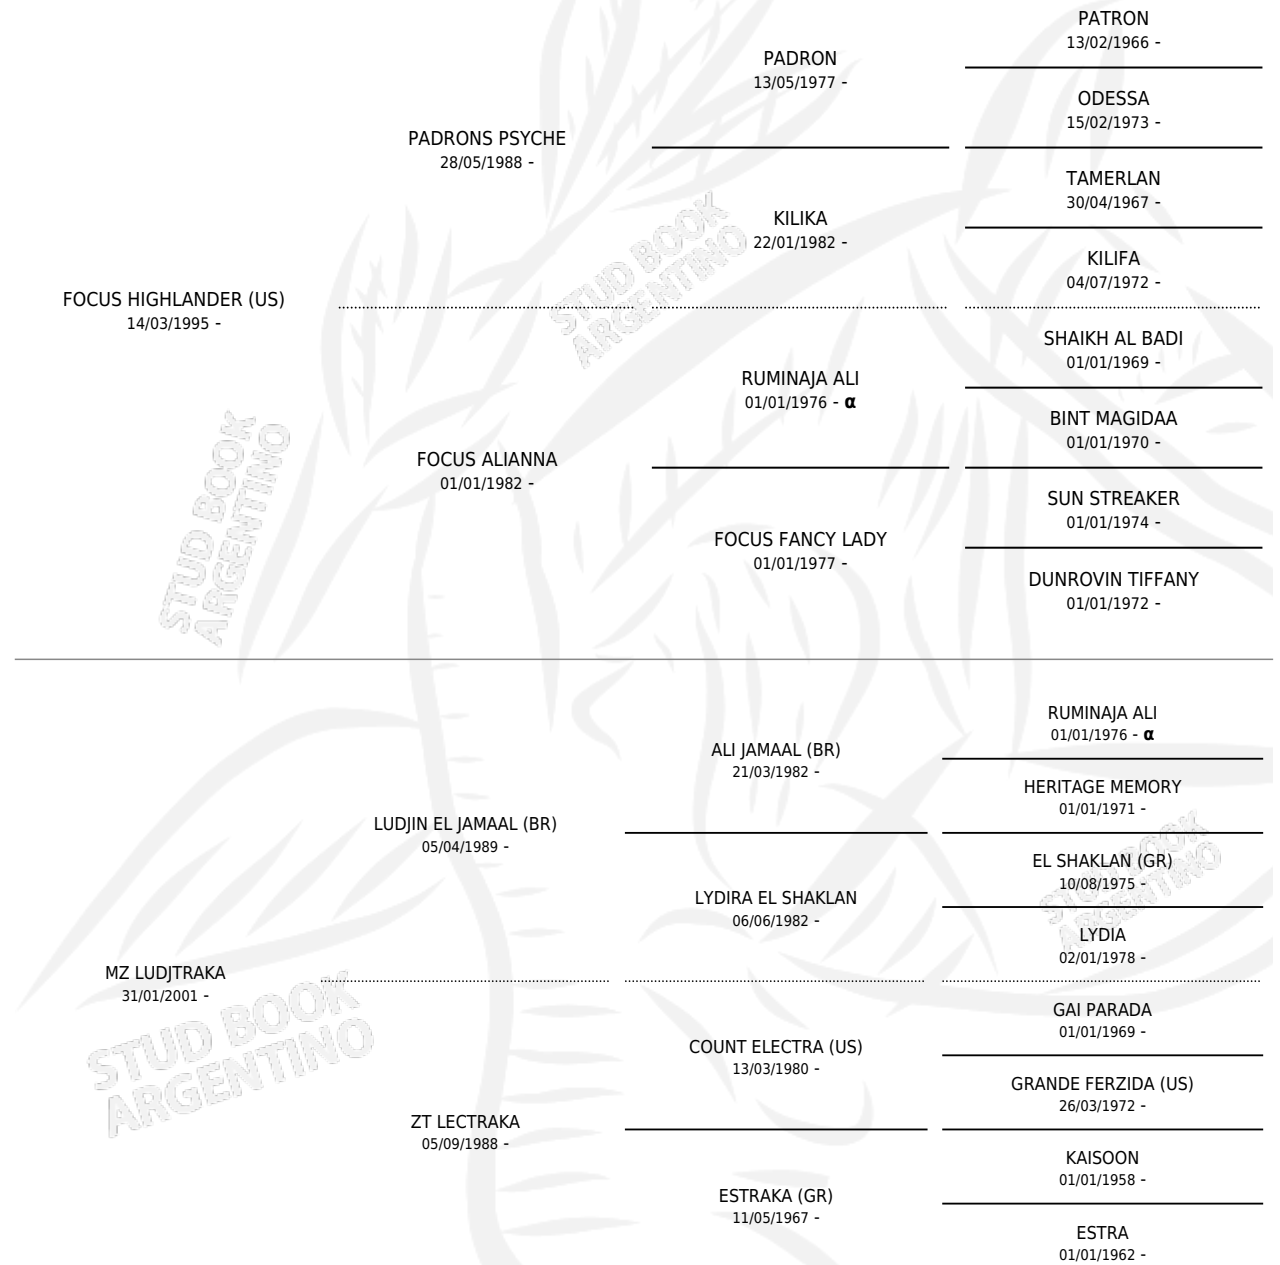 PATRON
13/02/1966 -
PADRON
13/05/1977 -
ODESSA
15/02/1973 -
PADRONS PSYCHE
28/05/1988 -
TAMERLAN
30/04/1967 -
KILIKA
22/01/1982 -
KILIFA
04/07/1972 -
STUD BOOK
ARGENTINO
FOCUS HIGHLANDER (US)
14/03/1995 -
SHAIKH AL BADI
01/01/1969 -
RUMINAJA ALI
01/01/1976 - α
BINT MAGIDAA
01/01/1970 -
FOCUS ALIANNA
01/01/1982 -
SUN STREAKER
01/01/1974 -
FOCUS FANCY LADY
01/01/1977 -
DUNROVIN TIFFANY
01/01/1972 -
STUD BOOK
ARGENTINO
RUMINAJA ALI
01/01/1976 - α
ALI JAMAAL (BR)
21/03/1982 -
HERITAGE MEMORY
01/01/1971 -
LUDJIN EL JAMAAL (BR)
05/04/1989 -
EL SHAKLAN (GR)
10/08/1975 -
LYDIRA EL SHAKLAN
06/06/1982 -
LYDIA
02/01/1978 -
STUD BOOK
ARGENTINO
MZ LUDJTRAKA
31/01/2001 -
GAI PARADA
01/01/1969 -
COUNT ELECTRA (US)
13/03/1980 -
GRANDE FERZIDA (US)
26/03/1972 -
STUD BOOK
ARGENTINO
ZT LECTRAKA
05/09/1988 -
KAISOON
01/01/1958 -
ESTRAKA (GR)
11/05/1967 -
ESTRA
01/01/1962 -